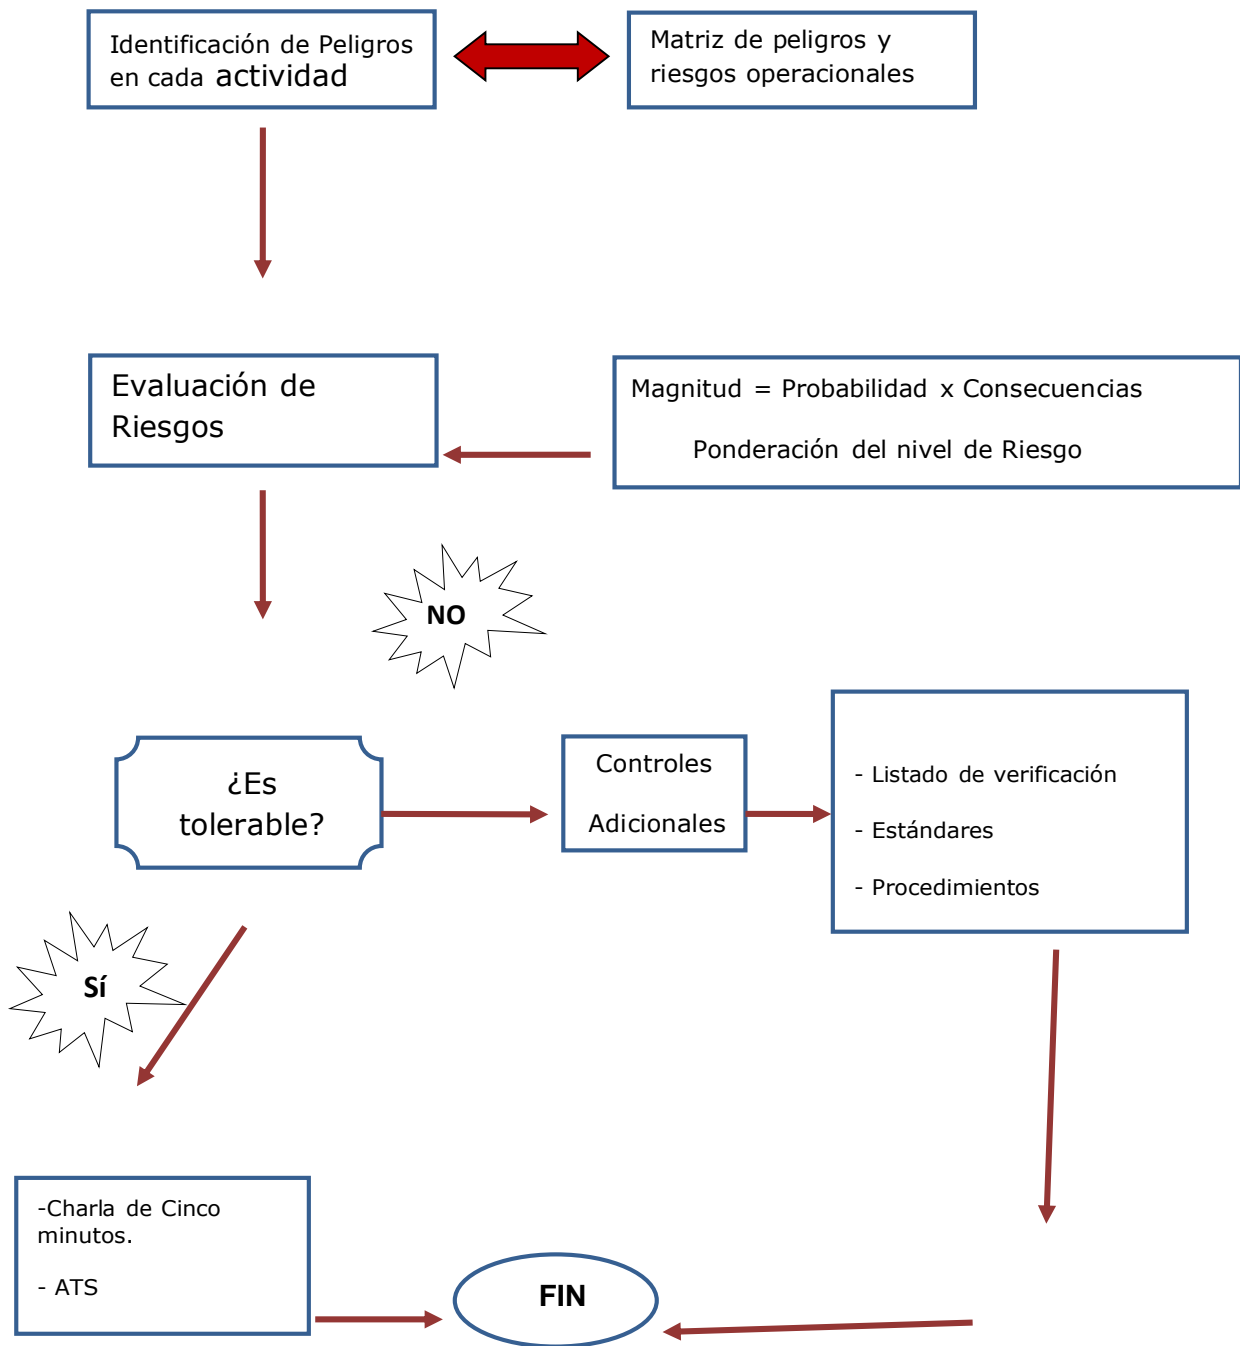 Identificación de Peligros
en cada actividad
Matriz de peligros y
riesgos operacionales
Evaluación de
Riesgos
Magnitud = Probabilidad x Consecuencias
Ponderación del nivel de Riesgo
NO
¿Es
tolerable?
Controles
Adicionales
- Listado de verificación
- Estándares
- Procedimientos
Sí
-Charla de Cinco
minutos.
- ATS
FIN